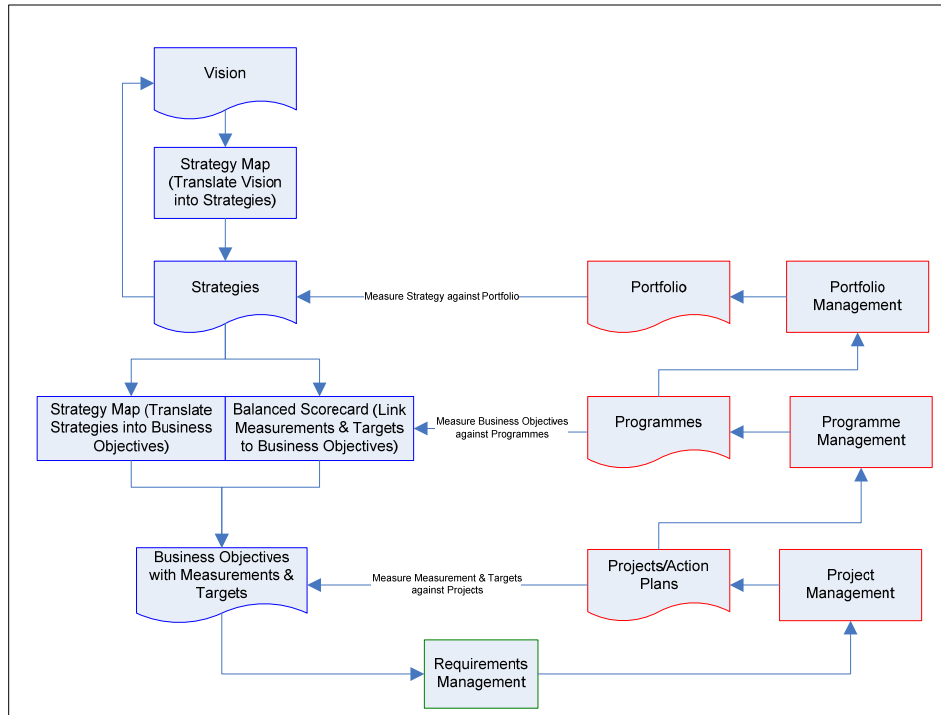 Vision
Strategy Map
(Translate Vision
into Strategies)
Strategies
Measure Strategy against Portfolio
Portfolio
Portfolio
Management
Strategy Map (Translate
Strategies into Business
Objectives)
Balanced Scorecard (Link
Measurements & Targets
to Business Objectives)
Measure Business Objectives
against Programmes
Programmes
Programme
Management
Business Objectives
with Measurements &
Targets
Measure Measurement & Targets
against Projects
Projects/Action
Plans
Project
Management
Requirements
Management